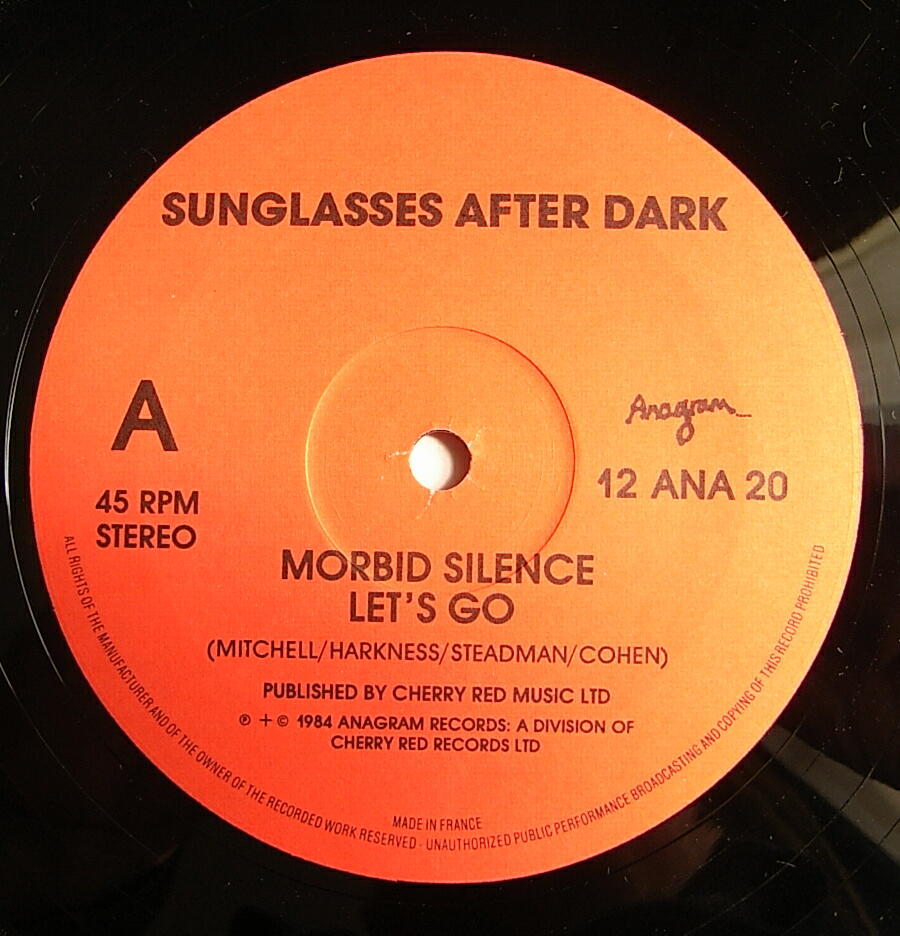 SUNGLASSES AFTER DARK
A
45 RPM
STEREO
Anagram
12 ANA 20
MORBID SILENCE
LET'S GO
(MITCHELL/HARKNESS/STEADMAN/COHEN)
PUBLISHED BY CHERRY RED MUSIC LTD
℗ + © 1984 ANAGRAM RECORDS: A DIVISION OF
CHERRY RED RECORDS LTD
MADE IN FRANCE
ALL RIGHTS OF THE MANUFACTURER AND OF THE OWNER OF THE RECORDED WORK RESERVED - UNAUTHORIZED PUBLIC PERFORMANCE BROADCASTING AND COPYING OF THIS RECORD PROHIBITED